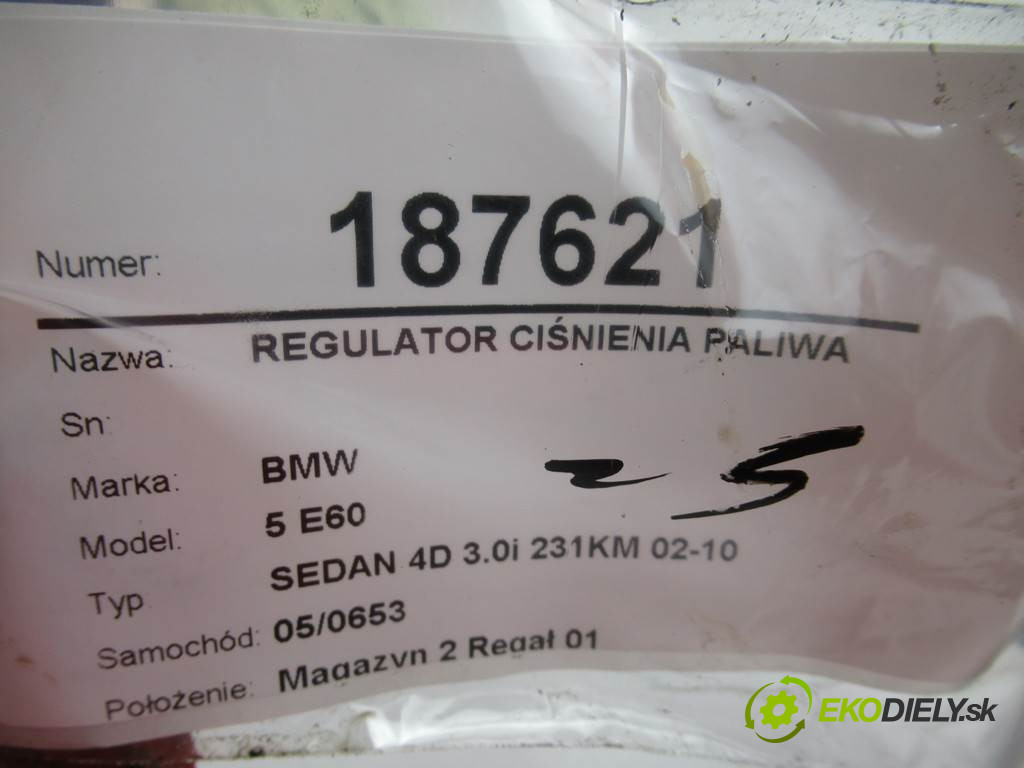 Numer: 187621
Nazwa: REGULATOR CIŚNIENIA PALIWA
Sn:
Marka: BMW
Model: 5 E60
Typ SEDAN 4D 3.0i 231KM 02-10
Samochód: 05/0653
Położenie: Magazyn 2 Regał 01
EKODIELY.sk